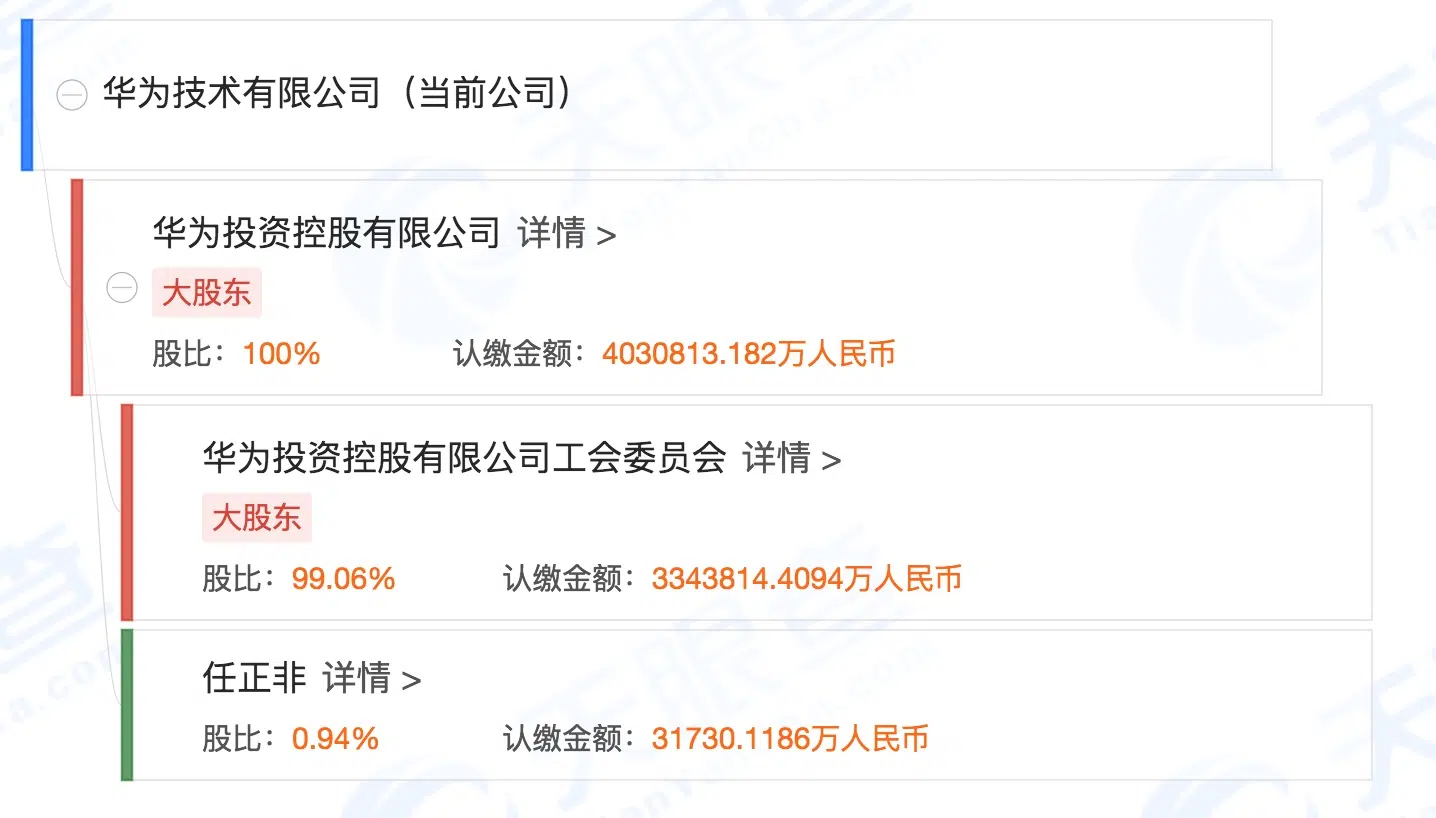 华为技术有限公司（当前公司）
华为投资控股有限公司 详情 >
大股东
股比：100% 认缴金额：4030813.182万人民币
华为投资控股有限公司工会委员会 详情 >
大股东
股比：99.06% 认缴金额：3343814.4094万人民币
任正非 详情 >
股比：0.94% 认缴金额：31730.1186万人民币